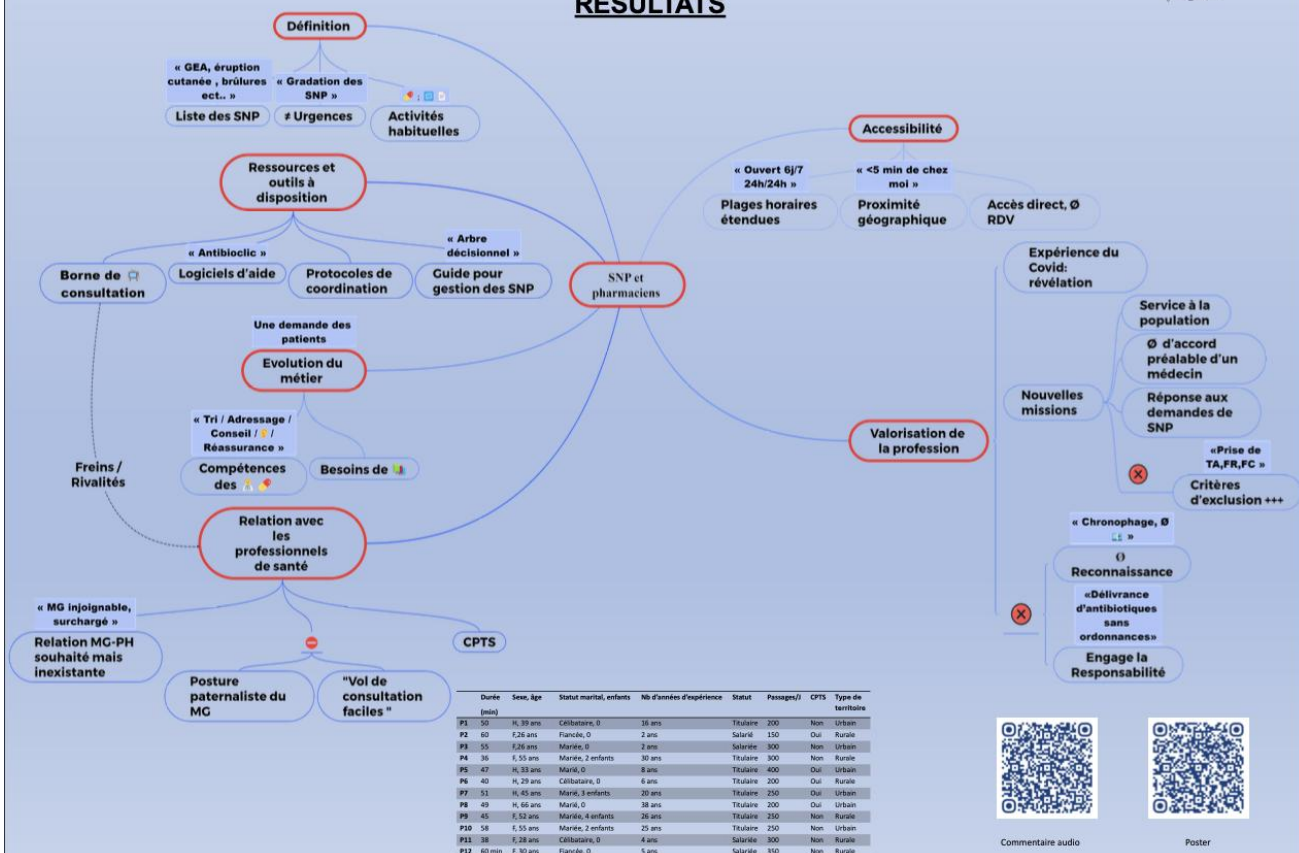 RESULTATS
Définition
« GEA, éruption
cutanée , brûlures
ect.. »
Liste des SNP
« Gradation des
SNP »
≠ Urgences
Activités
habituelles
Ressources et
outils à
disposition
Borne de
consultation
« Antibioclic »
Logiciels d'aide
Protocoles de
coordination
« Arbre
décisionnel »
Guide pour
gestion des SNP
SNP et
pharmaciens
Une demande des
patients
Evolution du
métier
« Tri / Adressage /
Conseil / /
Réassurance »
Compétences
des
Besoins de
Freins /
Rivalités
Relation avec
les
professionnels
de santé
« MG injoignable,
surchargé »
Relation MG-PH
souhaité mais
inexistante
Posture
paternaliste du
MG
"Vol de
consultation
faciles "
CPTS
Accessibilité
« Ouvert 6j/7
24h/24h »
Plages horaires
étendues
« <5 min de chez
moi »
Proximité
géographique
Accès direct, Ø
RDV
Valorisation de
la profession
Expérience du
Covid:
révélation
Nouvelles
missions
Service à la
population
Ø d'accord
préalable d'un
médecin
Réponse aux
demandes de
SNP
«Prise de
TA,FR,FC »
Critères
d'exclusion +++
« Chronophage, Ø
»
Ø
Reconnaissance
«Délivrance
d'antibiotiques
sans
ordonnances»
Engage la
Responsabilité
Durée (min) Sexe, âge Statut marital, enfants Nb d'années d'expérience Statut Passages/J CPTS Type de territoire
P1 50 H, 39 ans Célibataire, 0 16 ans Titulaire 200 Non Urbain
P2 60 F,26 ans Fiancée, 0 2 ans Salarié 150 Oui Rurale
P3 55 F,26 ans Mariée, 0 2 ans Salariée 300 Non Urbain
P4 36 F, 55 ans Mariée, 2 enfants 30 ans Titulaire 300 Non Rurale
P5 47 H, 33 ans Marié, 0 8 ans Titulaire 400 Oui Urbain
P6 40 H, 29 ans Célibataire, 0 6 ans Titulaire 200 Oui Rurale
P7 51 H, 45 ans Marié, 3 enfants 20 ans Titulaire 250 Oui Urbain
P8 49 H, 66 ans Marié, 0 38 ans Titulaire 200 Oui Rurale
P9 45 F, 52 ans Mariée, 4 enfants 26 ans Titulaire 250 Non Rurale
P10 58 F, 55 ans Mariée, 2 enfants 25 ans Titulaire 250 Non Urbain
P11 38 F, 28 ans Célibataire, 0 4 ans Salariée 300 Non Rurale
P12 60 min F, 30 ans Fiancée, 0 5 ans Salariée 350 Non Rurale
Commentaire audio
Poster